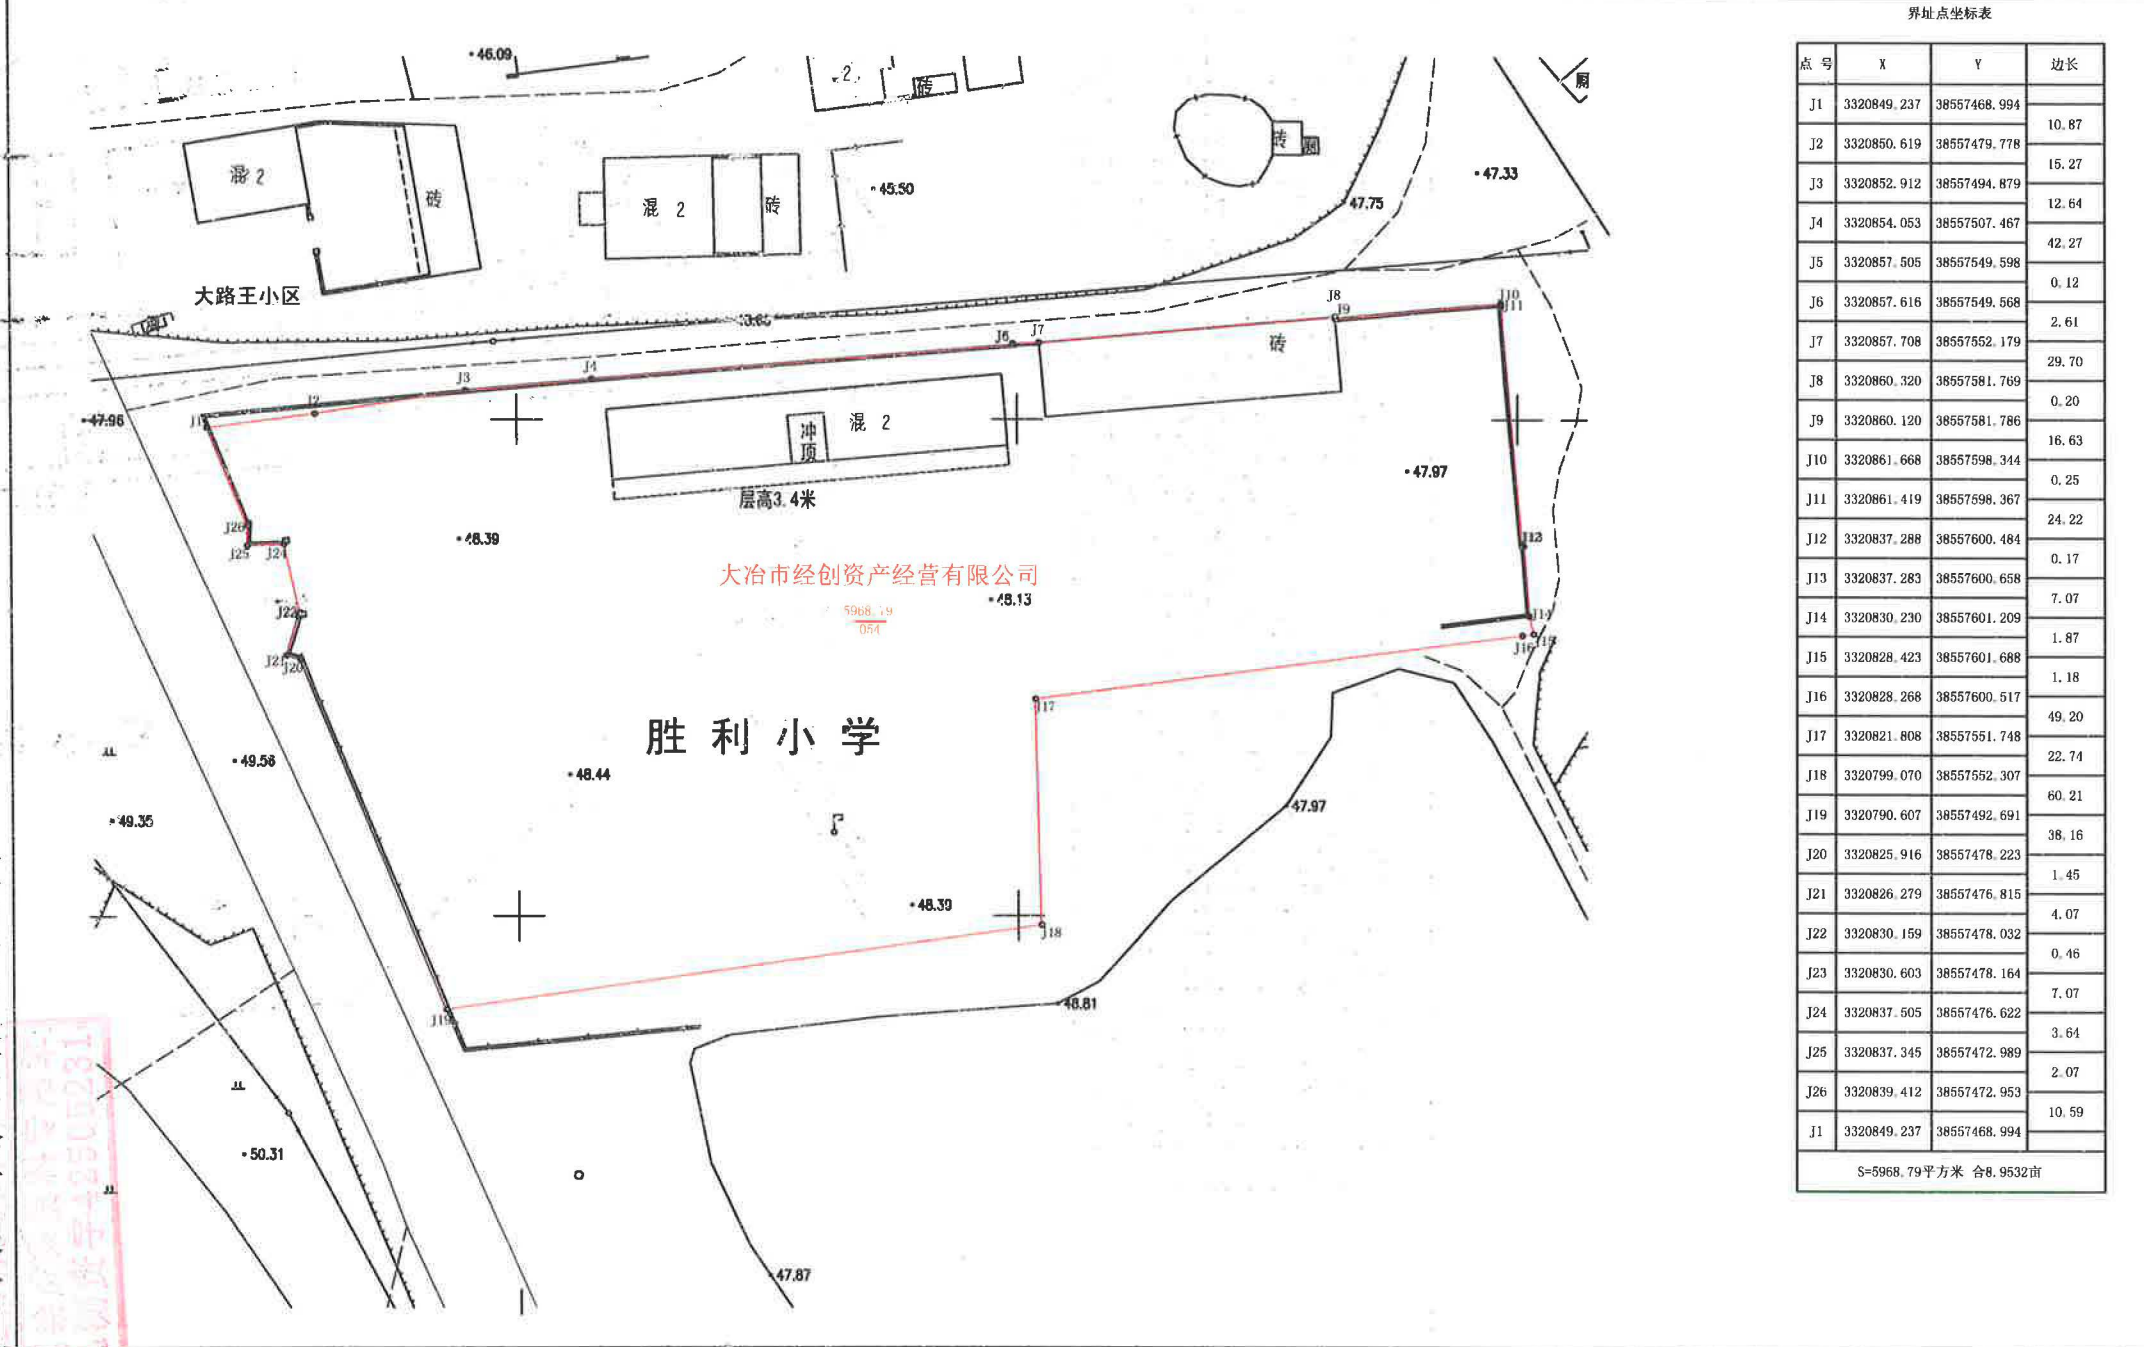 界址点坐标表
点 号 X Y 边长
J1 3320849.237 38557468.994
10.87
J2 3320850.619 38557479.778
15.27
J3 3320852.912 38557494.879
12.64
J4 3320854.053 38557507.467
42.27
J5 3320857.505 38557549.598
0.12
J6 3320857.616 38557549.568
2.61
J7 3320857.708 38557552.179
29.70
J8 3320860.320 38557581.769
0.20
J9 3320860.120 38557581.786
16.63
J10 3320861.668 38557598.344
0.25
J11 3320861.419 38557598.367
24.22
J12 3320837.288 38557600.484
0.17
J13 3320837.283 38557600.658
7.07
J14 3320830.230 38557601.209
1.87
J15 3320828.423 38557601.688
1.18
J16 3320828.268 38557600.517
49.20
J17 3320821.808 38557551.748
22.74
J18 3320799.070 38557552.307
60.21
J19 3320790.607 38557492.691
38.16
J20 3320825.916 38557478.223
1.45
J21 3320826.279 38557476.815
4.07
J22 3320830.159 38557478.032
0.46
J23 3320830.603 38557478.164
7.07
J24 3320837.505 38557476.622
3.64
J25 3320837.345 38557472.989
2.07
J26 3320839.412 38557472.953
10.59
J1 3320849.237 38557468.994
S=5968.79平方米 合8.9532亩
46.09
2
砖
厕
混 2
砖
混 2
砖
45.50
砖
厕
47.33
47.75
大路王小区
J8
J9
J10
J11
J7
J6
砖
J4
J3
J2
J1
47.96
混 2
冲
顶
层高3.4米
47.97
J26
J25
J24
48.39
J13
大冶市经创资产经营有限公司
5968.79
054
48.13
J22
J14
J15
J16
J21
J20
J17
胜利小学
49.56
48.44
49.35
47.97
48.39
J18
J19
48.81
50.31
47.87